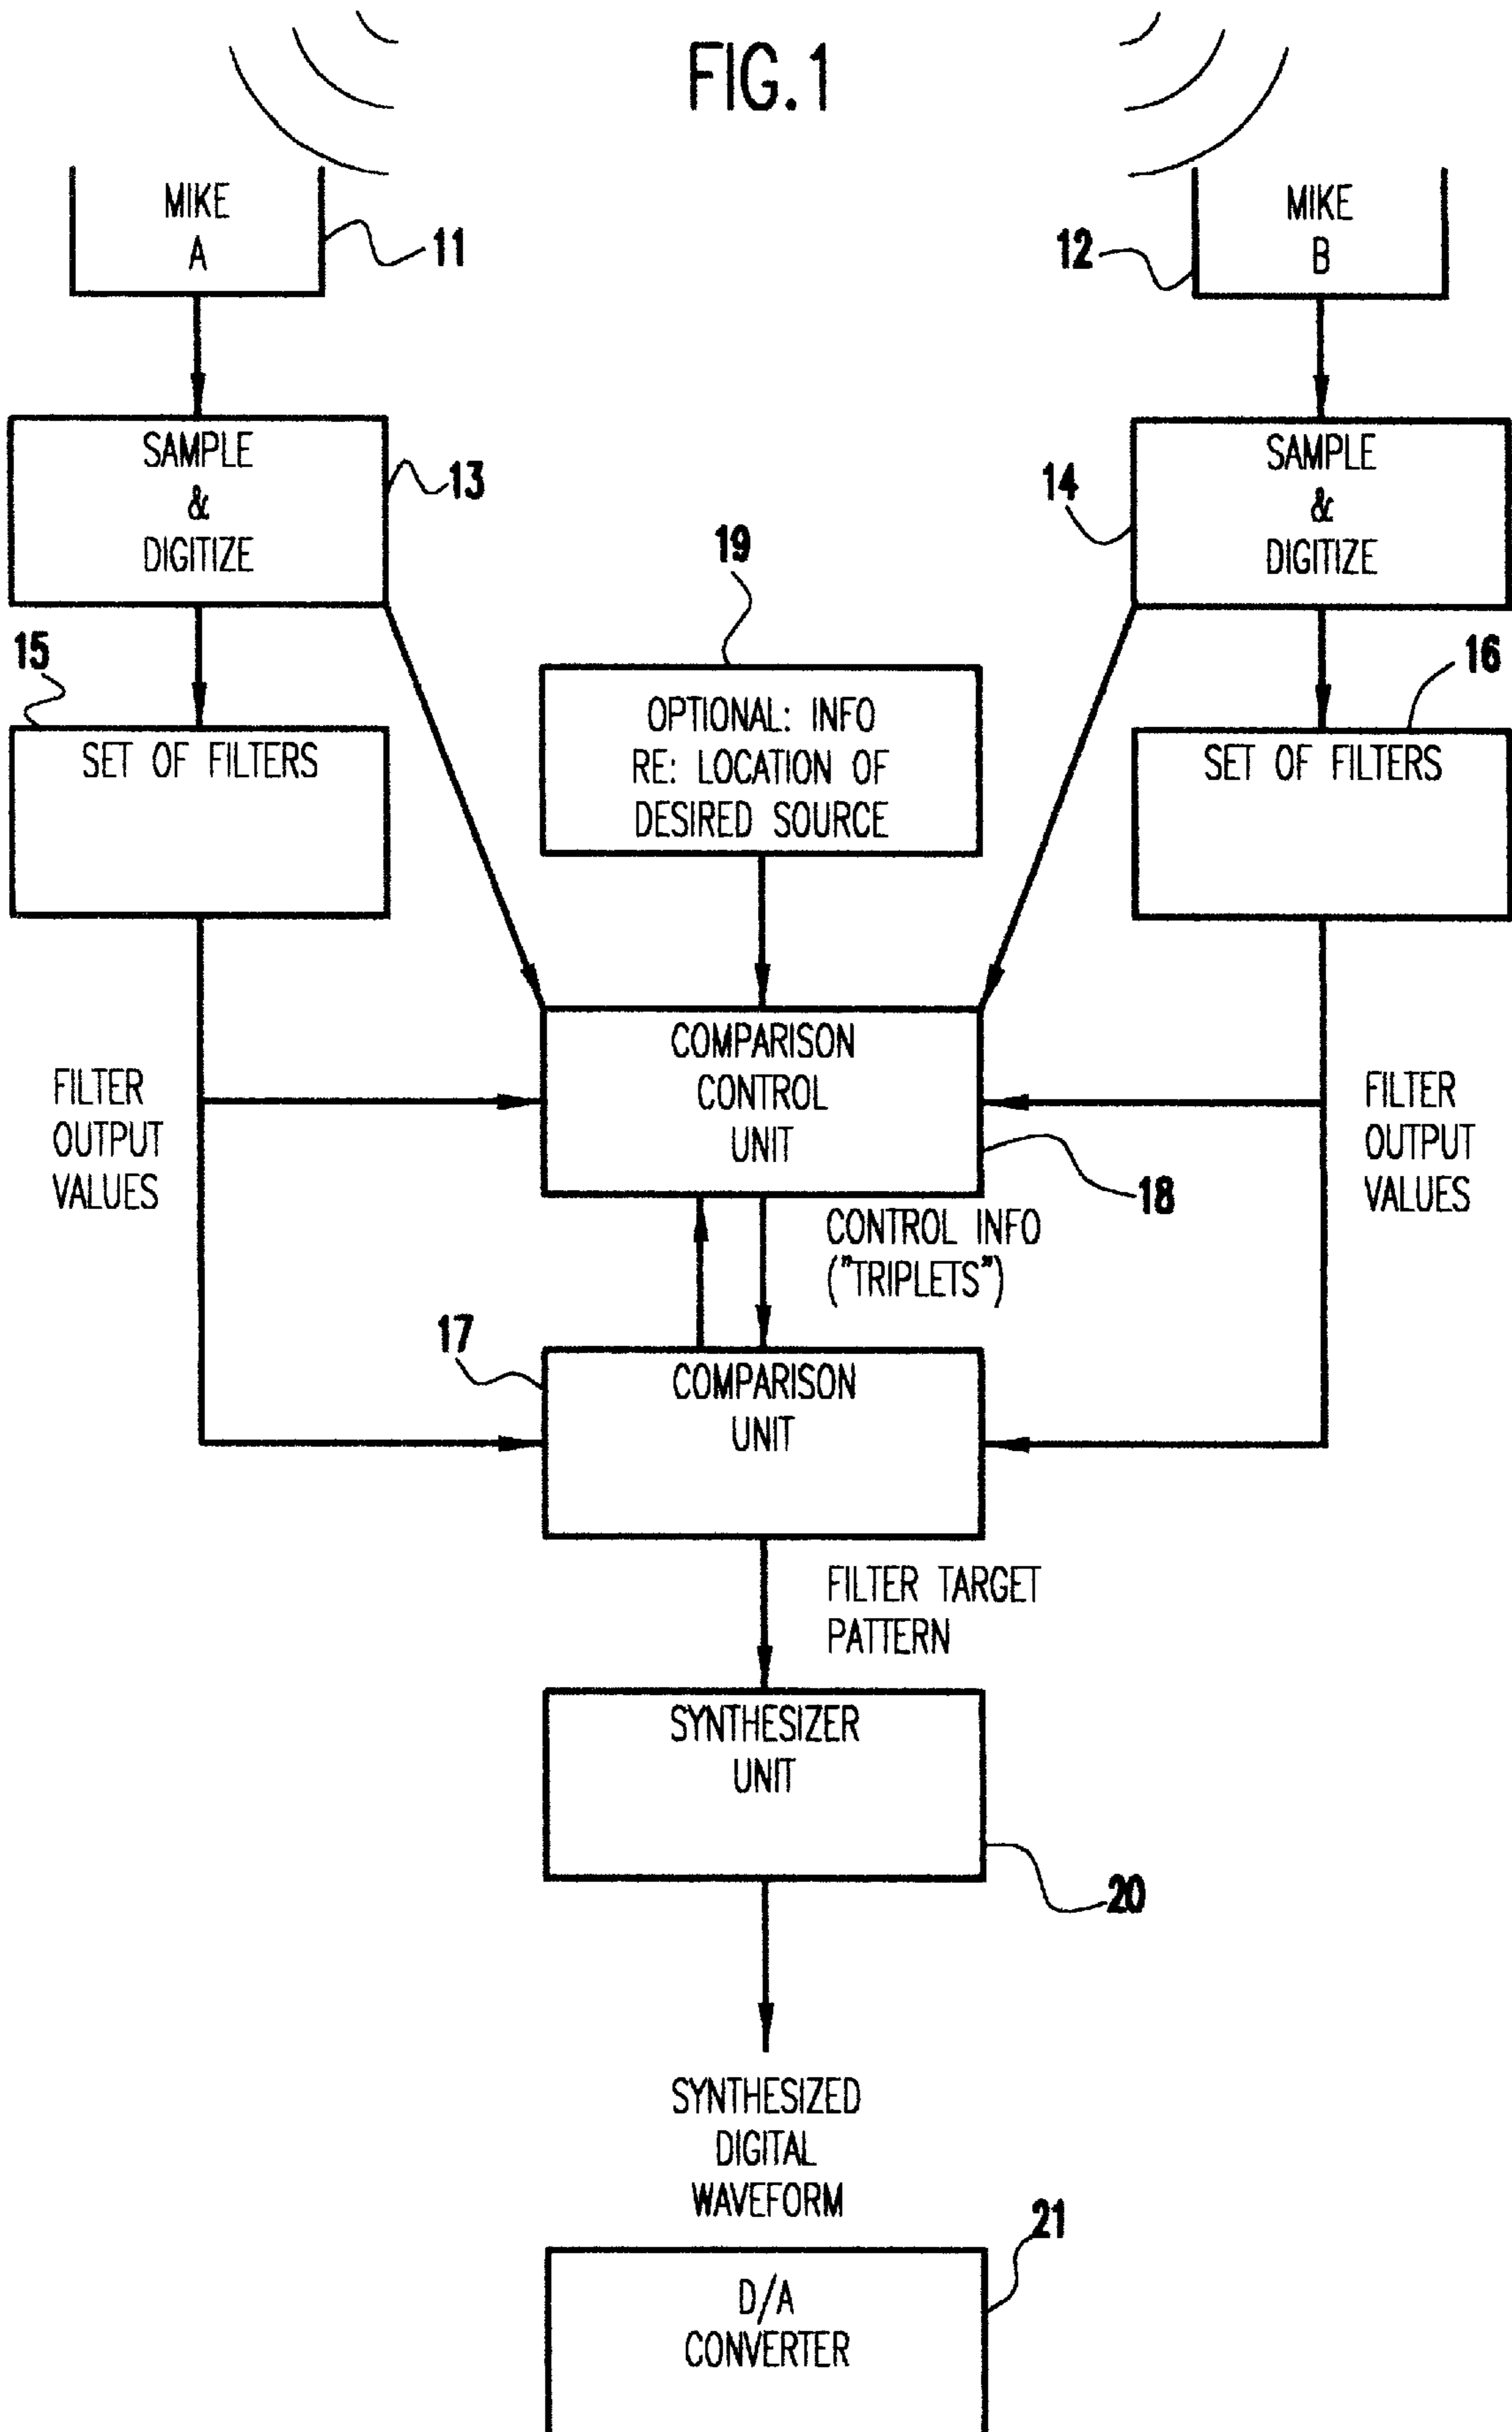 FIG.1
MIKE
A
11
12
MIKE
B
SAMPLE
&
DIGITIZE
13
14
SAMPLE
&
DIGITIZE
19
15
16
SET OF FILTERS
OPTIONAL: INFO
RE: LOCATION OF
DESIRED SOURCE
SET OF FILTERS
FILTER
OUTPUT
VALUES
COMPARISON
CONTROL
UNIT
18
FILTER
OUTPUT
VALUES
CONTROL INFO
("TRIPLETS")
17
COMPARISON
UNIT
FILTER TARGET
PATTERN
SYNTHESIZER
UNIT
20
SYNTHESIZED
DIGITAL
WAVEFORM
21
D/A
CONVERTER